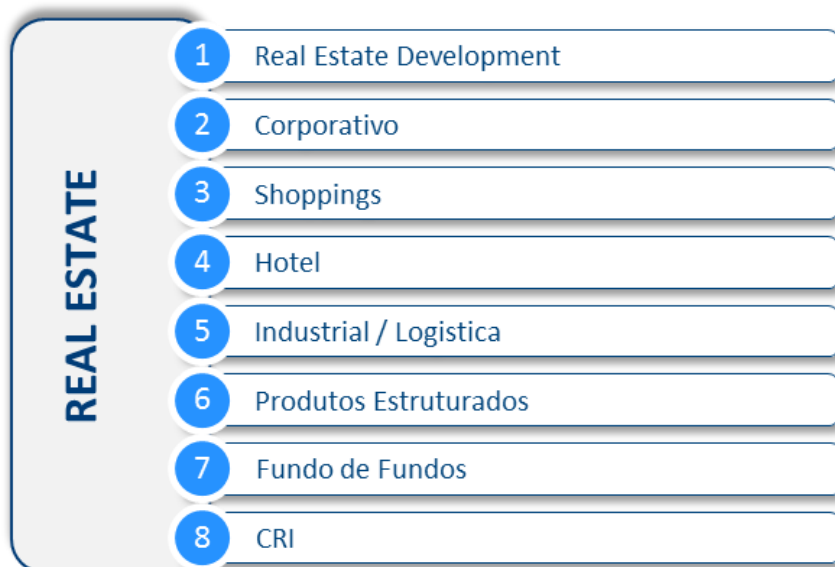 REAL ESTATE
1 Real Estate Development
2 Corporativo
3 Shoppings
4 Hotel
5 Industrial / Logistica
6 Produtos Estruturados
7 Fundo de Fundos
8 CRI